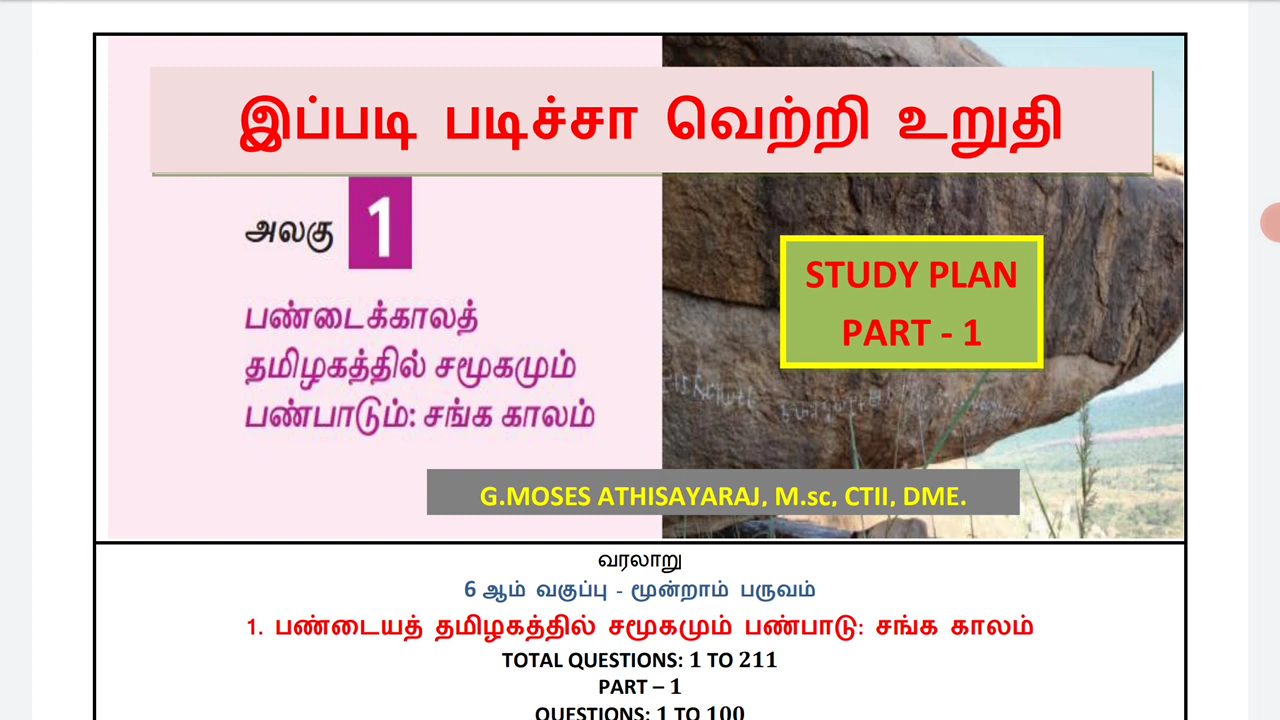 இப்படி படிச்சா வெற்றி உறுதி
அலகு 1
பண்டைக்காலத்
தமிழகத்தில் சமூகமும்
பண்பாடும்: சங்க காலம்
STUDY PLAN
PART - 1
G.MOSES ATHISAYARAJ, M.sc, CTII, DME.
வரலாறு
6 ஆம் வகுப்பு - மூன்றாம் பருவம்
1. பண்டையத் தமிழகத்தில் சமூகமும் பண்பாடு: சங்க காலம்
TOTAL QUESTIONS: 1 TO 211
PART – 1
QUESTIONS: 1 TO 100